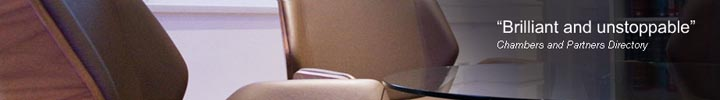 “Brilliant and unstoppable”
Chambers and Partners Directory